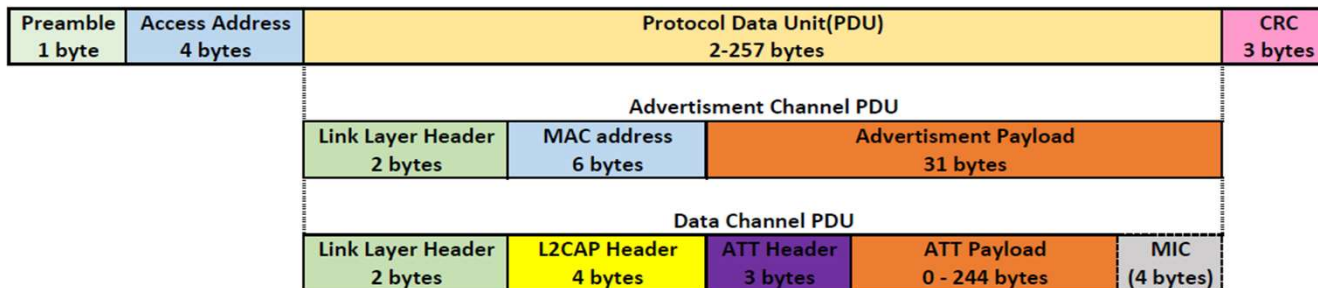 Preamble Access Address Protocol Data Unit(PDU) CRC
1 byte 4 bytes 2-257 bytes 3 bytes
Advertisment Channel PDU
Link Layer Header MAC address Advertisment Payload
2 bytes 6 bytes 31 bytes
Data Channel PDU
Link Layer Header L2CAP Header ATT Header ATT Payload MIC
2 bytes 4 bytes 3 bytes 0 - 244 bytes (4 bytes)